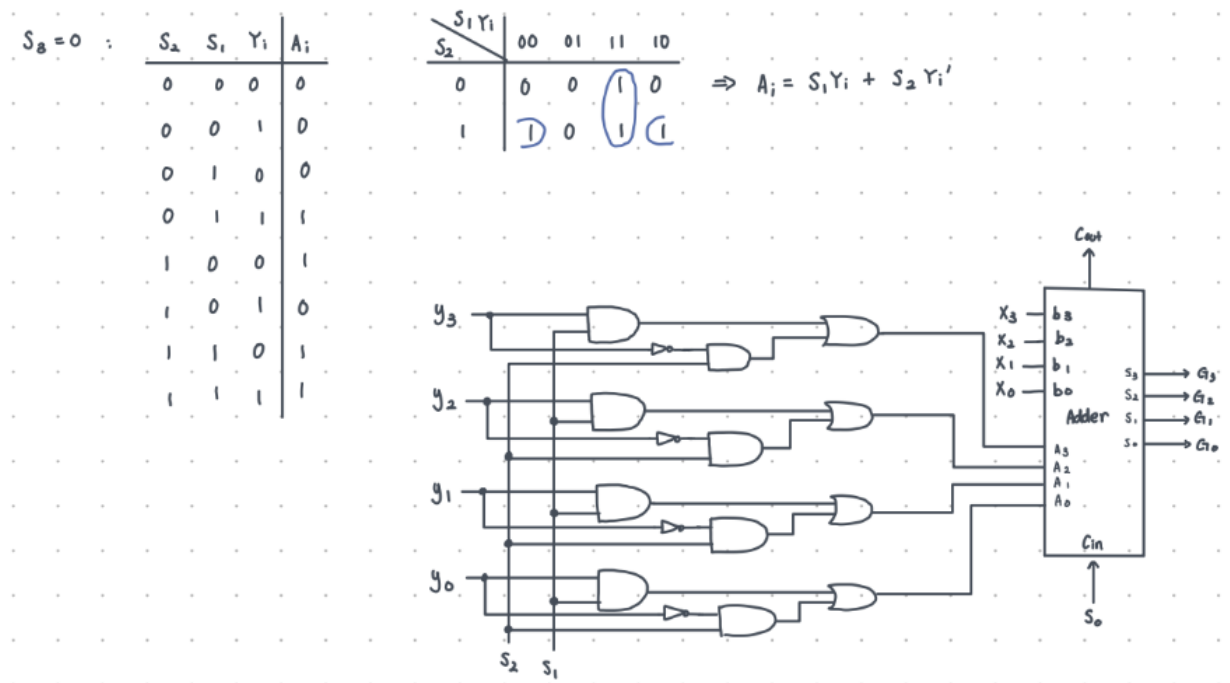 S₃=0 :
S₂ S₁ Yᵢ Aᵢ
0 0 0 0
0 0 1 0
0 1 0 0
0 1 1 1
1 0 0 1
1 0 1 0
1 1 0 1
1 1 1 1
S₁Yᵢ
S₂ 00 01 11 10
0 0 0 1 0
1 1 0 1 1
⇒ Aᵢ = S₁Yᵢ + S₂Yᵢ'
Cout
y₃
X₃ b₃
X₂ b₂
X₁ b₁
X₀ b₀
S₃ G₃
S₂ G₂
S₁ G₁
S₀ G₀
Adder
y₂
A₃
A₂
A₁
A₀
y₁
Cin
y₀
S₀
S₂ S₁